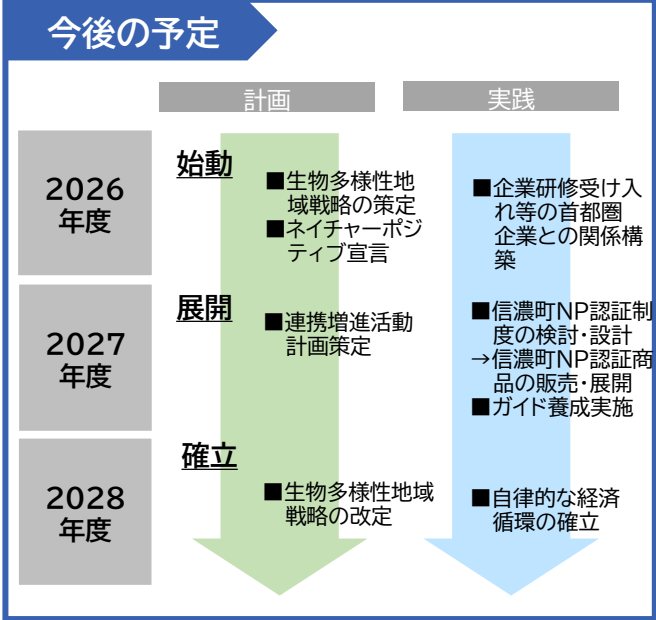 今後の予定
計画
実践
2026
年度
始動
■生物多様性地
域戦略の策定
■ネイチャーポジ
ティブ宣言
■企業研修受け入
れ等の首都圏
企業との関係構
築
2027
年度
展開
■連携増進活動
計画策定
■信濃町NP認証制
度の検討・設計
→信濃町NP認証商
品の販売・展開
■ガイド養成実施
2028
年度
確立
■生物多様性地域
戦略の改定
■自律的な経済
循環の確立